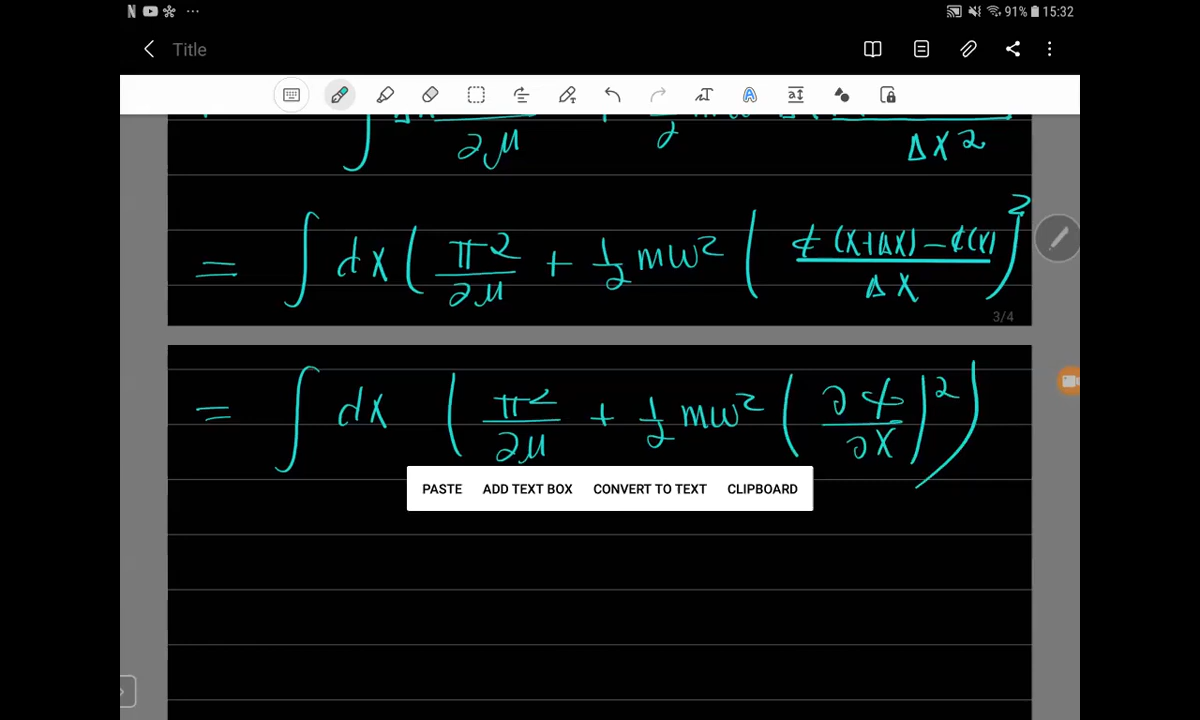 N 91% 15:32
Title
∫ 2μ 2 Δx2
= ∫ dx ( π2/2μ + 1/2 mω2 ( ϕ(x+Δx) - ϕ(x) / Δx )2
3/4
= ∫ dx ( π2/2μ + 1/2 mω2 ( ∂ϕ/∂x )2 )
PASTE ADD TEXT BOX CONVERT TO TEXT CLIPBOARD